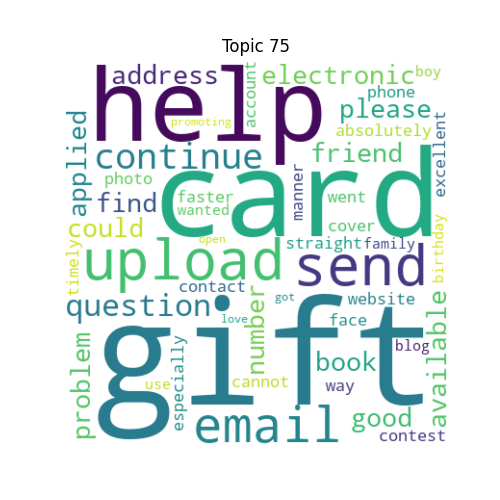 Topic 75
help
address
electronic
boy
account
phone
please
promoting
absolutely
excellent
applied
continue
friend
card
photo
find
faster
wanted
manner
went
could
cover
birthday
open
straight
family
timely
upload
send
contact
question
number
got
website
available
gift
love
face
problem
especially
blog
book
use
cannot
way
email
good
contest